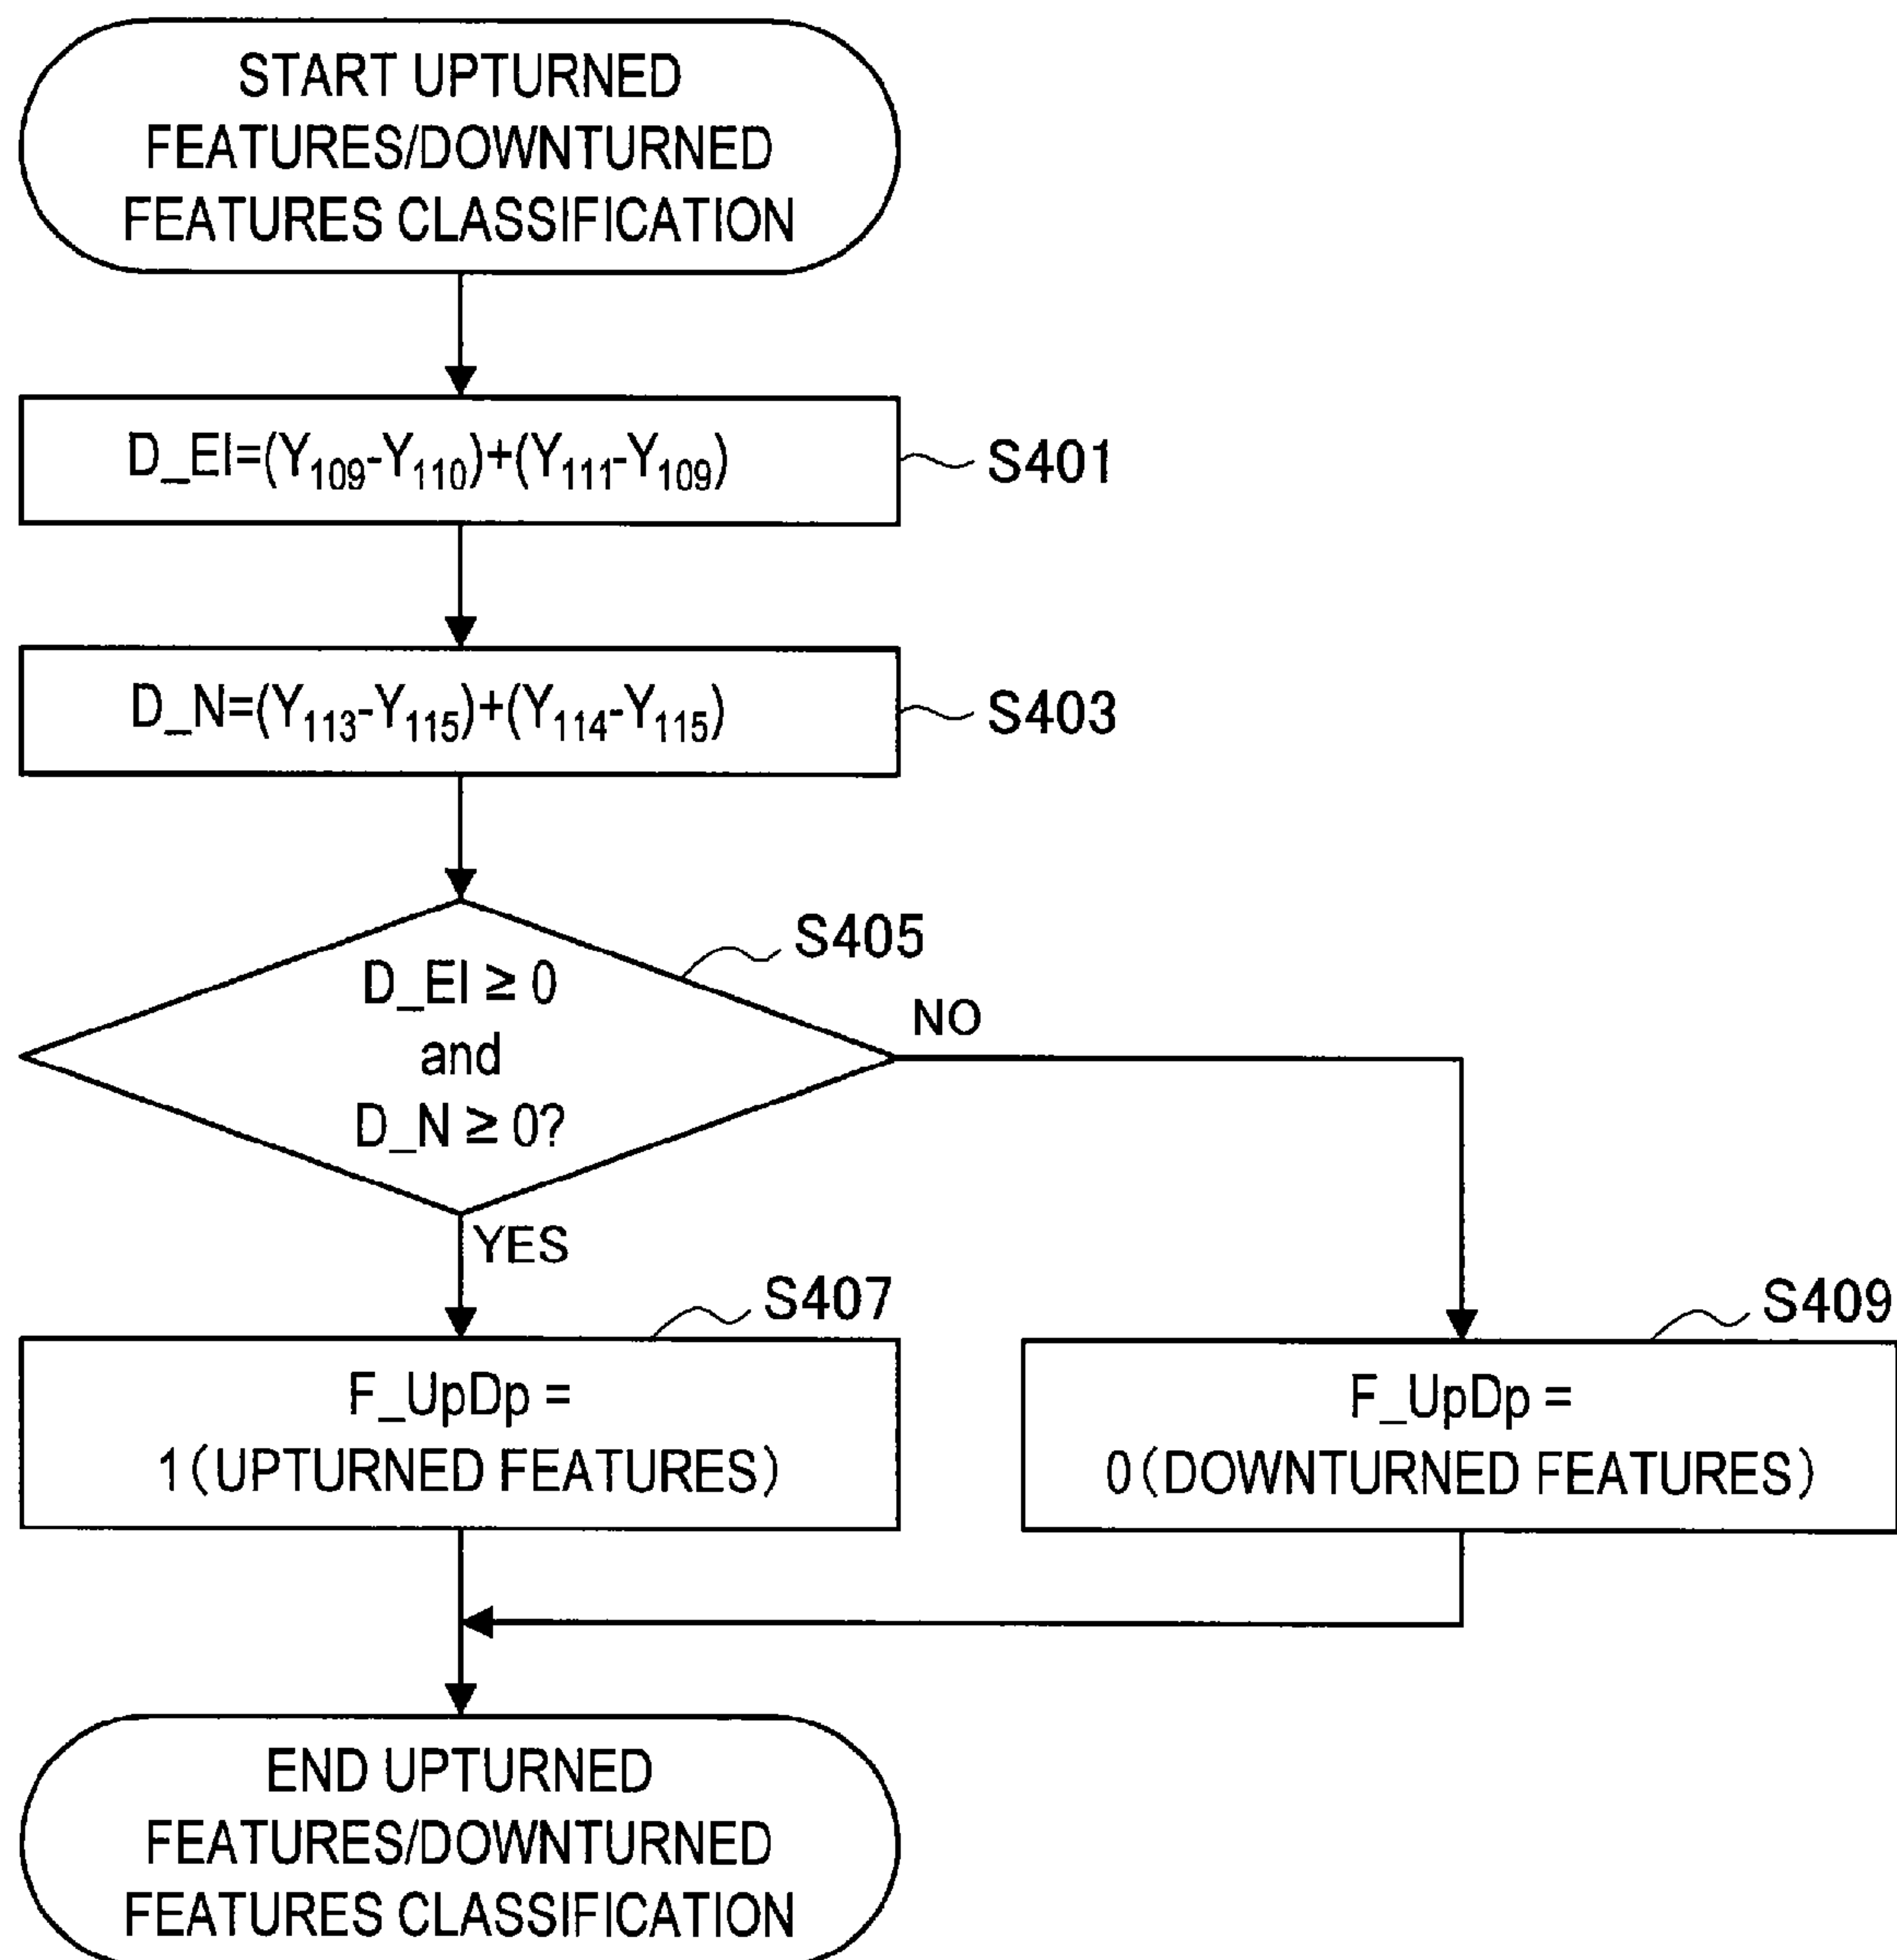 START UPTURNED
FEATURES/DOWNTURNED
FEATURES CLASSIFICATION
D_EI=(Y109-Y110)+(Y111-Y109)
S401
D_N=(Y113-Y115)+(Y114-Y115)
S403
S405
D_EI ≥ 0
and
D_N ≥ 0?
NO
YES
S407
F_UpDp =
1(UPTURNED FEATURES)
S409
F_UpDp =
0(DOWNTURNED FEATURES)
END UPTURNED
FEATURES/DOWNTURNED
FEATURES CLASSIFICATION